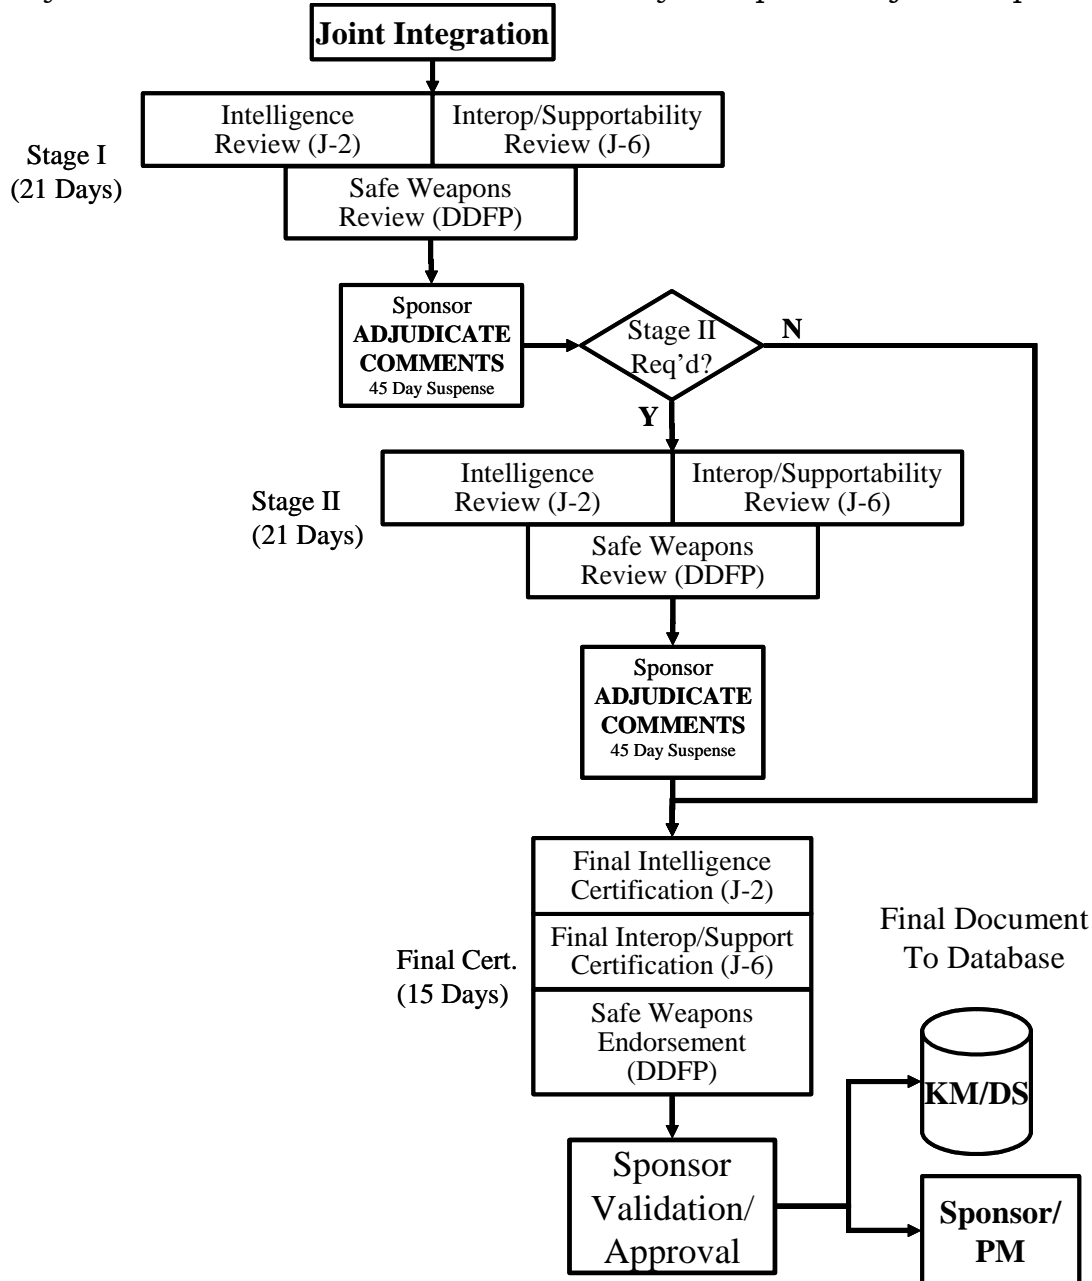 Joint Integration
Intelligence
Review (J-2)
Interop/Supportability
Review (J-6)
Stage I
(21 Days)
Safe Weapons
Review (DDFP)
Sponsor
ADJUDICATE
COMMENTS
45 Day Suspense
Stage II
Req’d?
N
Y
Intelligence
Review (J-2)
Interop/Supportability
Review (J-6)
Stage II
(21 Days)
Safe Weapons
Review (DDFP)
Sponsor
ADJUDICATE
COMMENTS
45 Day Suspense
Final Intelligence
Certification (J-2)
Final Interop/Support
Certification (J-6)
Final Cert.
(15 Days)
Safe Weapons
Endorsement
(DDFP)
Final Document
To Database
KM/DS
Sponsor
Validation/
Approval
Sponsor/
PM